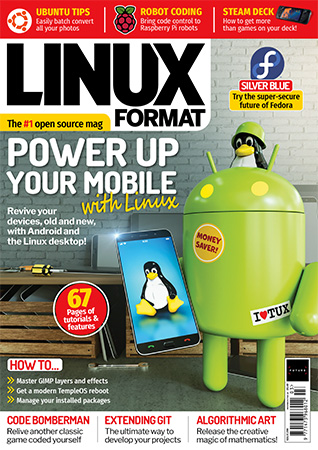 UBUNTU TIPS
Easily batch convert
all your photos
ROBOT CODING
Bring code control to
Raspberry Pi robots
STEAM DECK
How to get more
than games on your deck!
LINUX
FORMAT
The #1 open source mag
SILVER BLUE
Try the super-secure
future of Fedora
POWER UP
YOUR MOBILE
with Linux
Revive your
devices, old and new,
with Android and
the Linux desktop!
MONEY
SAVER!
67
Pages of
tutorials &
features
I ♥ TUX
HOW TO...
Master GIMP layers and effects
Get a modern TempleOS reboot
Manage your installed packages
FUTURE
CODE BOMBERMAN
Relive another classic
game coded yourself
EXTENDING GIT
The ultimate way to
develop your projects
ALGORITHMIC ART
Release the creative
magic of mathematics!